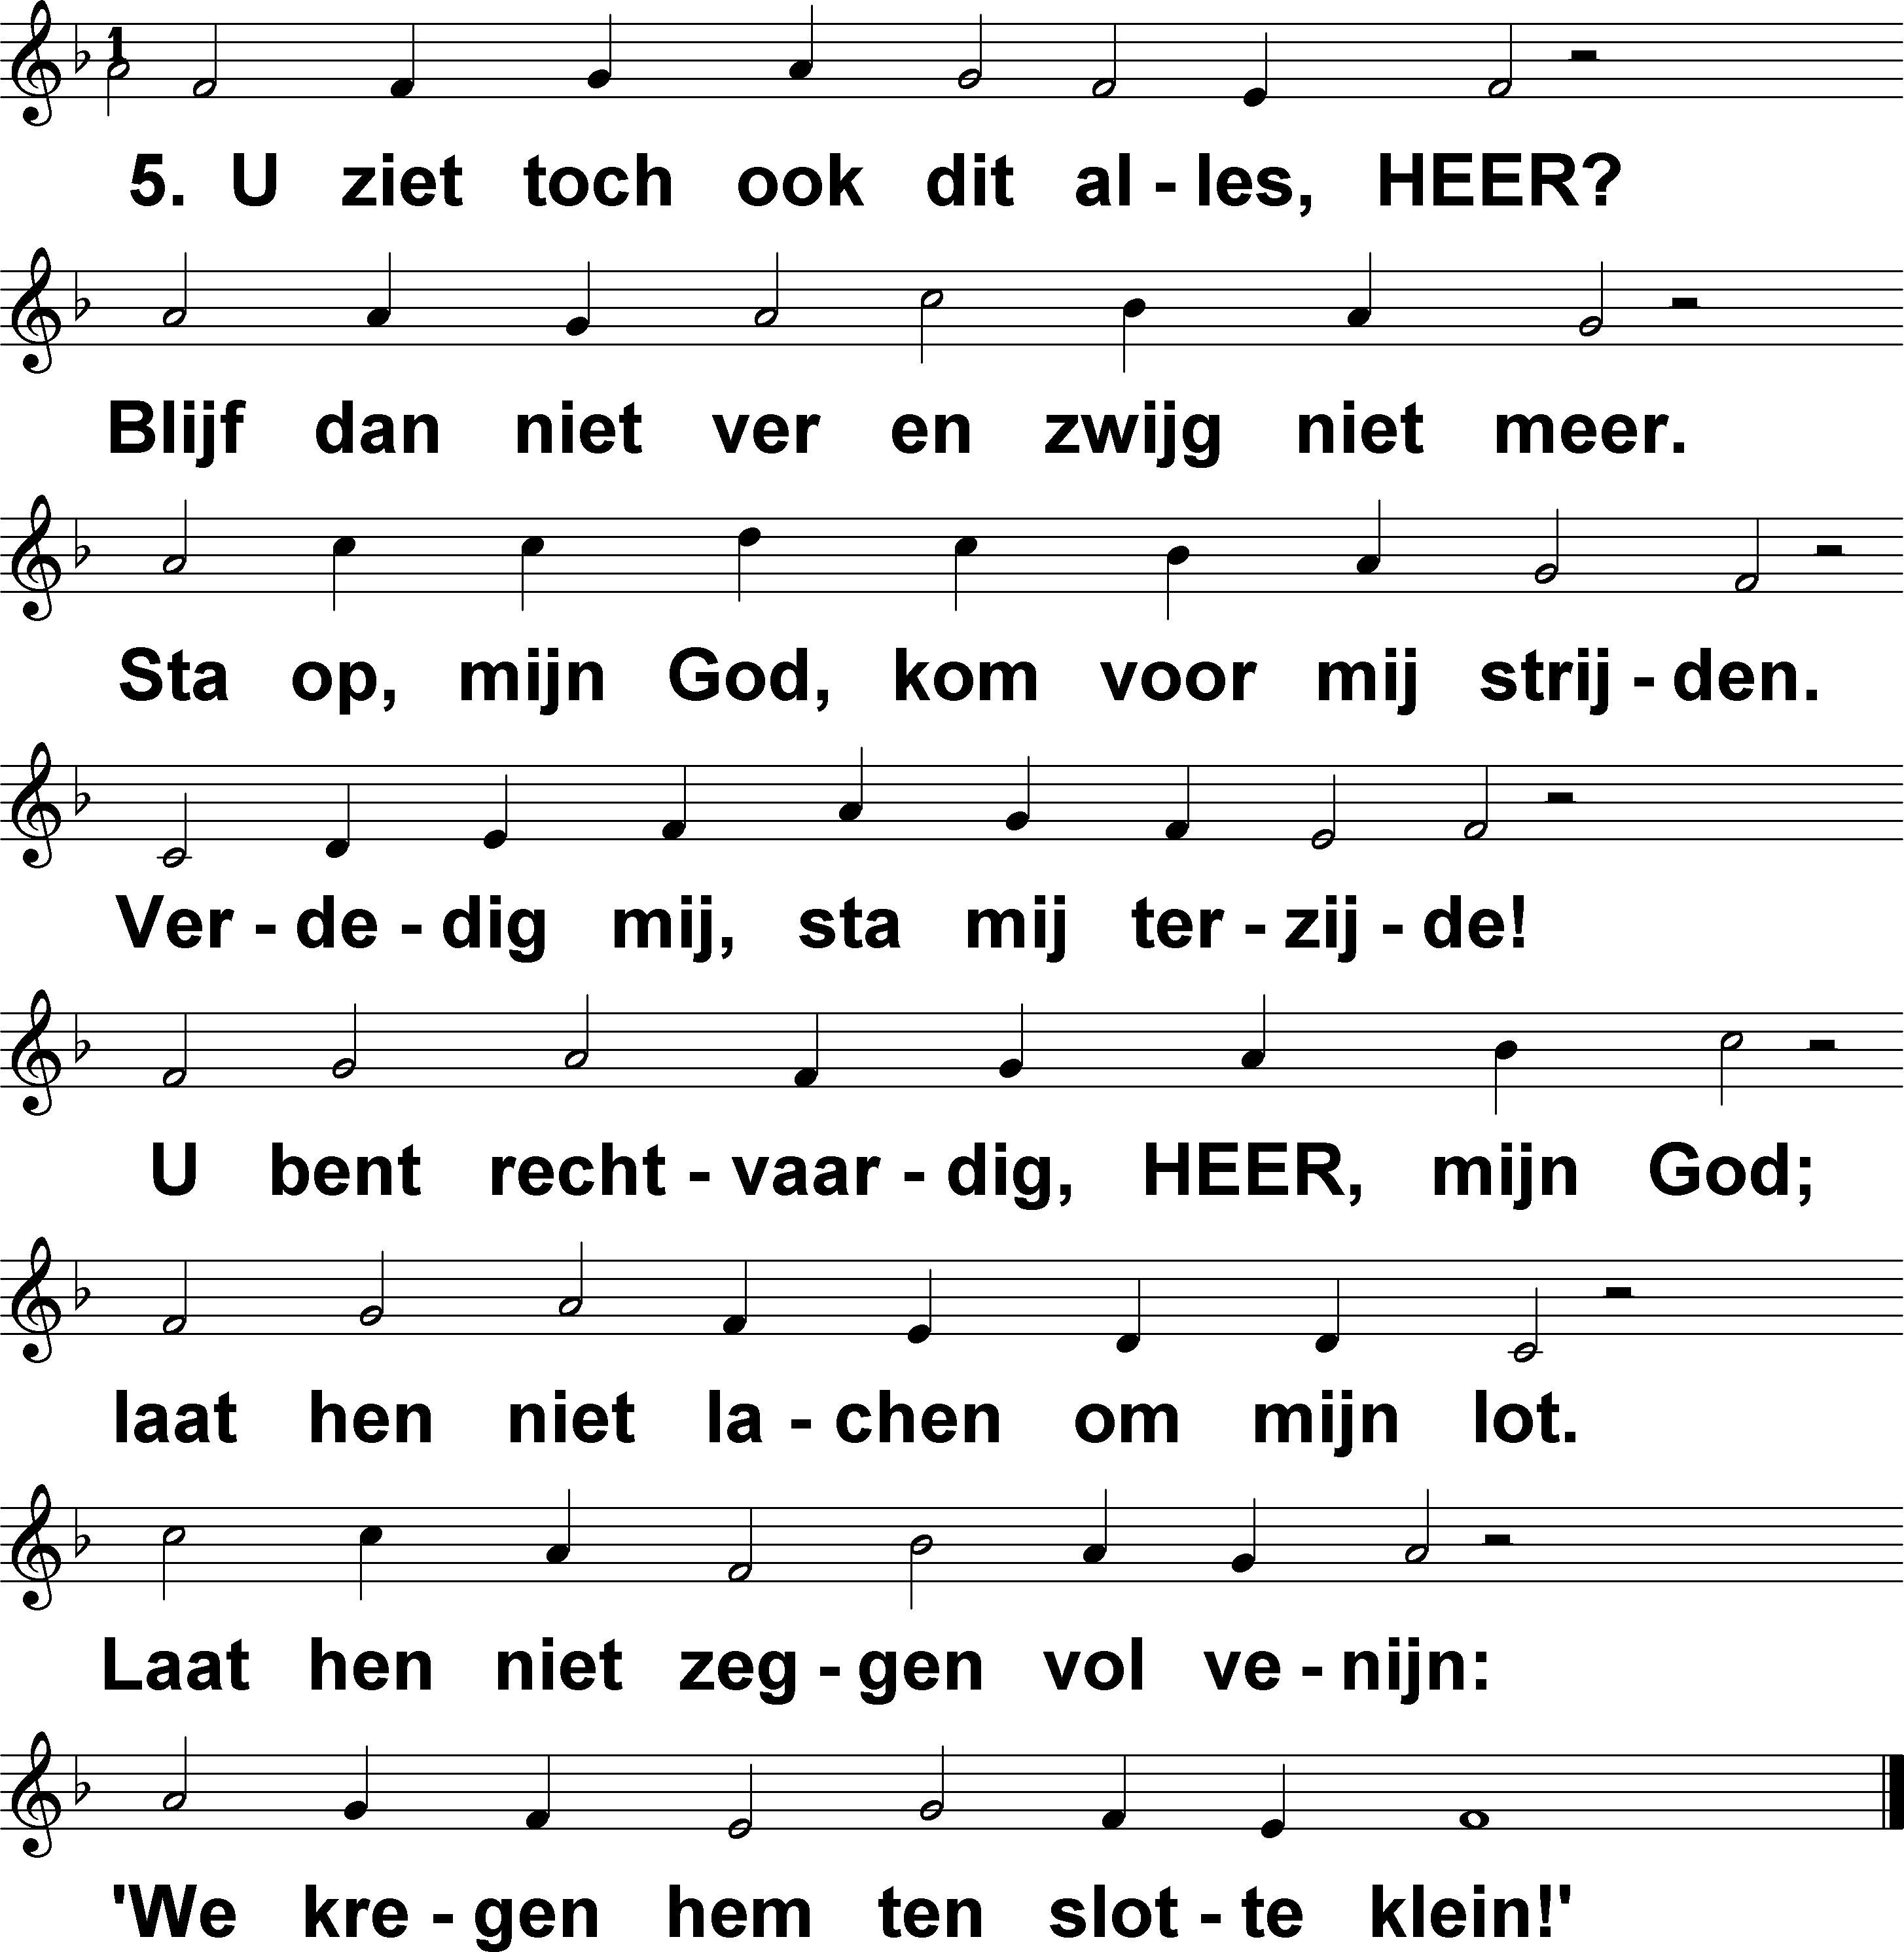 1
5. U ziet toch ook dit al - les, HEER?
Blijf dan niet ver en zwijg niet meer.
Sta op, mijn God, kom voor mij strij - den.
Ver - de - dig mij, sta mij ter - zij - de!
U bent recht - vaar - dig, HEER, mijn God;
laat hen niet la - chen om mijn lot.
Laat hen niet zeg - gen vol ve - nijn:
'We kre - gen hem ten slot - te klein!'